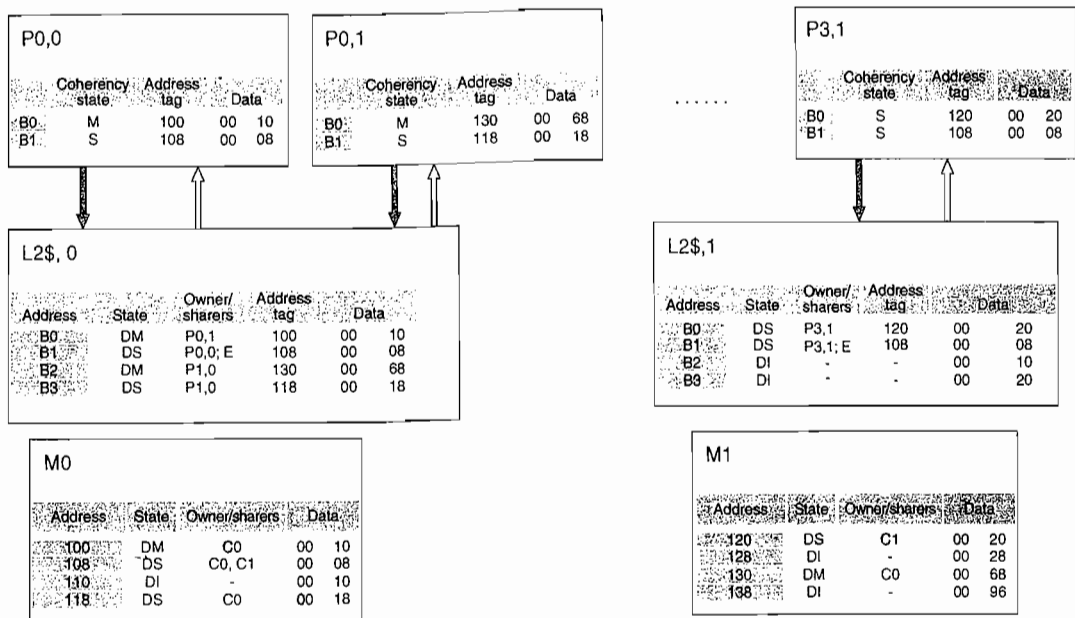 P0,0
Coherency state Address tag Data
B0 M 100 00 10
B1 S 108 00 08
P0,1
Coherency state Address tag Data
B0 M 130 00 68
B1 S 118 00 18
......
P3,1
Coherency state Address tag Data
B0 S 120 00 20
B1 S 108 00 08
L2$, 0
Address State Owner/sharers Address tag Data
B0 DM P0,1 100 00 10
B1 DS P0,0; E 108 00 08
B2 DM P1,0 130 00 68
B3 DS P1,0 118 00 18
L2$,1
Address State Owner/sharers Address tag Data
B0 DS P3,1 120 00 20
B1 DS P3,1; E 108 00 08
B2 DI - - 00 10
B3 DI - - 00 20
M0
Address State Owner/sharers Data
100 DM C0 00 10
108 DS C0, C1 00 08
110 DI - 00 10
118 DS C0 00 18
M1
Address State Owner/sharers Data
120 DS C1 00 20
128 DI - 00 28
130 DM C0 00 68
138 DI - 00 96